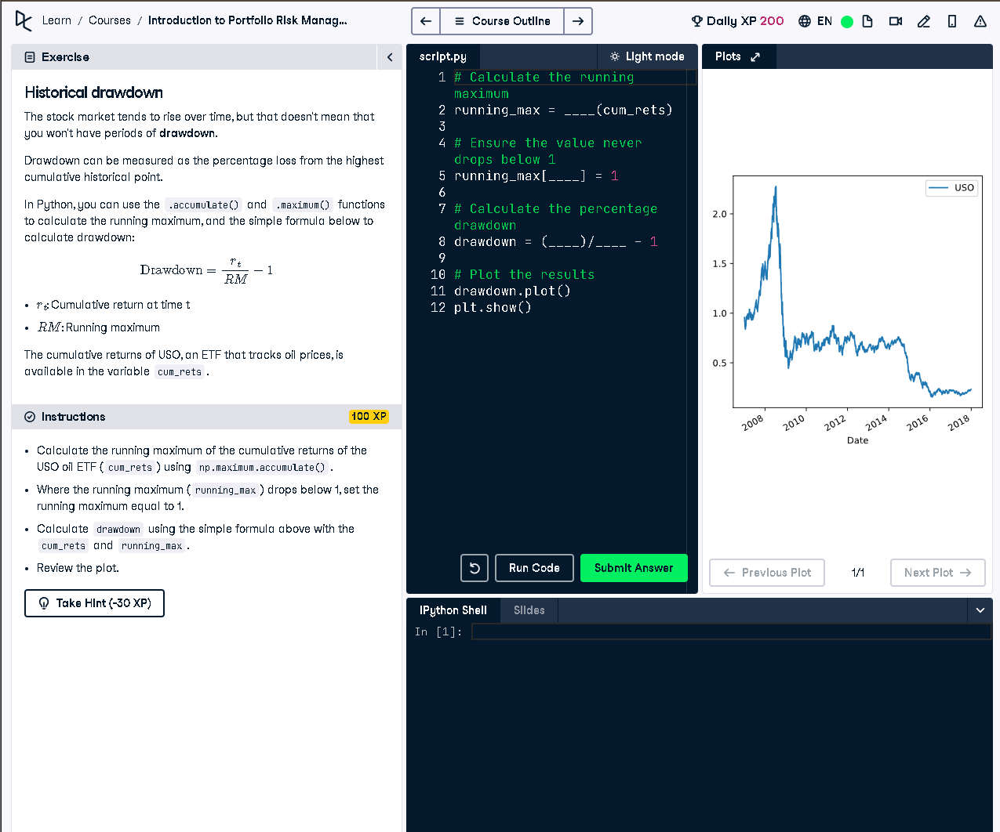 Learn / Courses / Introduction to Portfolio Risk Manag...
Course Outline
Daily XP 200
EN
Exercise
Historical drawdown
The stock market tends to rise over time, but that doesn't mean that
you won't have periods of drawdown.
Drawdown can be measured as the percentage loss from the highest
cumulative historical point.
In Python, you can use the .accumulate() and .maximum() functions
to calculate the running maximum, and the simple formula below to
calculate drawdown:
Drawdown = r_t / RM − 1
• r_t: Cumulative return at time t
• RM: Running maximum
The cumulative returns of USO, an ETF that tracks oil prices, is
available in the variable cum_rets .
Instructions
100 XP
• Calculate the running maximum of the cumulative returns of the
USO oil ETF ( cum_rets ) using np.maximum.accumulate() .
• Where the running maximum ( running_max ) drops below 1, set the
running maximum equal to 1.
• Calculate drawdown using the simple formula above with the
cum_rets and running_max .
• Review the plot.
Take Hint (-30 XP)
script.py
Light mode
1 # Calculate the running
maximum
2 running_max = ____(cum_rets)
3
4 # Ensure the value never
drops below 1
5 running_max[____] = 1
6
7 # Calculate the percentage
drawdown
8 drawdown = (____)/____ - 1
9
10 # Plot the results
11 drawdown.plot()
12 plt.show()
Run Code
Submit Answer
Plots
USO
2.0
1.5
1.0
0.5
2008 2010 2012 2014 2016 2018
Date
Previous Plot
1/1
Next Plot
IPython Shell
Slides
In [1]: